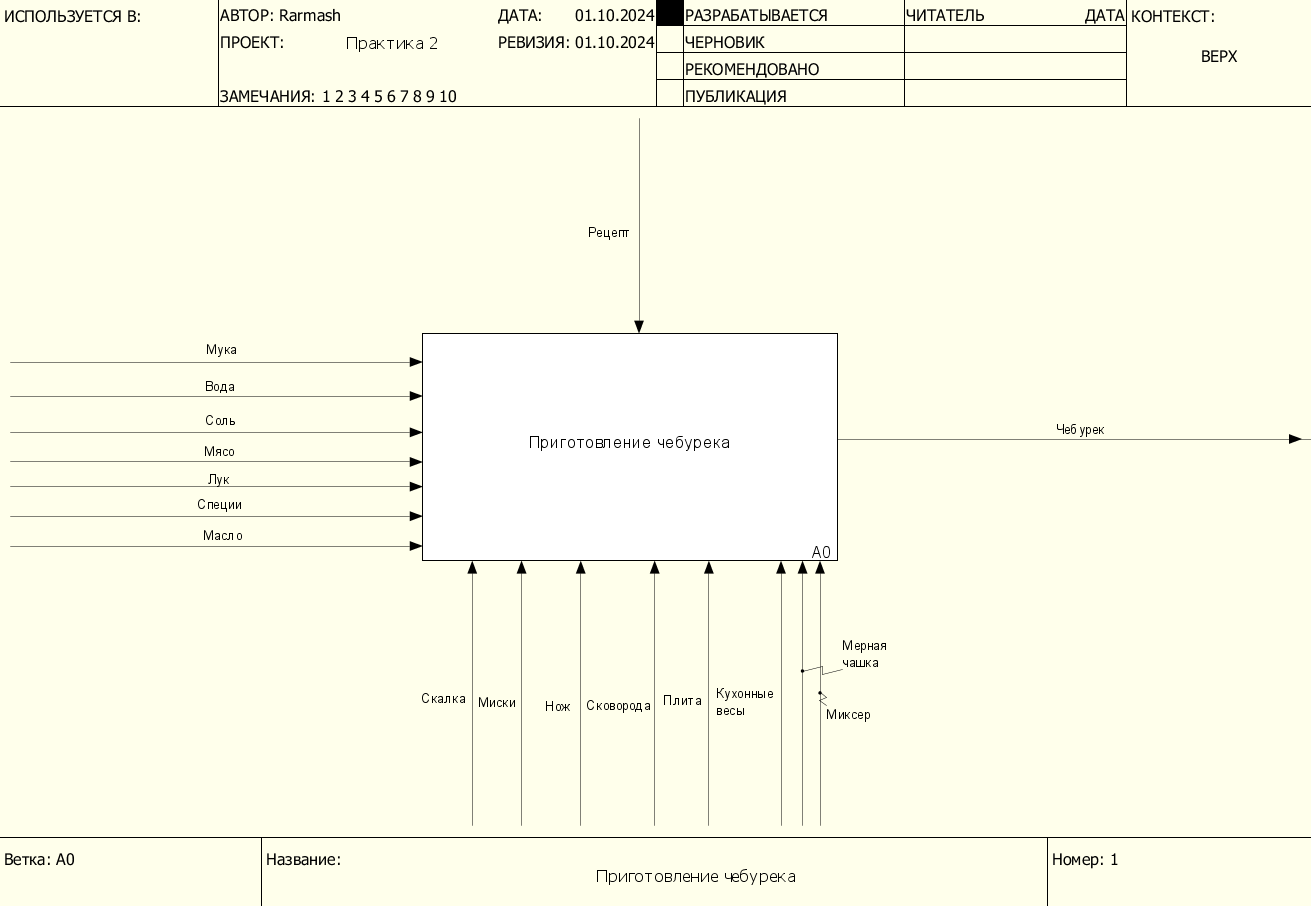 ИСПОЛЬЗУЕТСЯ В:
АВТОР: Rarmash
ДАТА: 01.10.2024
ПРОЕКТ: Практика 2
РЕВИЗИЯ: 01.10.2024
ЗАМЕЧАНИЯ: 1 2 3 4 5 6 7 8 9 10
РАЗРАБАТЫВАЕТСЯ
ЧЕРНОВИК
РЕКОМЕНДОВАНО
ПУБЛИКАЦИЯ
ЧИТАТЕЛЬ ДАТА
КОНТЕКСТ:
ВЕРХ
Рецепт
Мука
Вода
Соль
Мясо
Лук
Специи
Масло
Приготовление чебурека
A0
Чебурек
Скалка
Миски
Нож
Сковорода
Плита
Кухонные
весы
Мерная
чашка
Миксер
Ветка: A0
Название:
Приготовление чебурека
Номер: 1